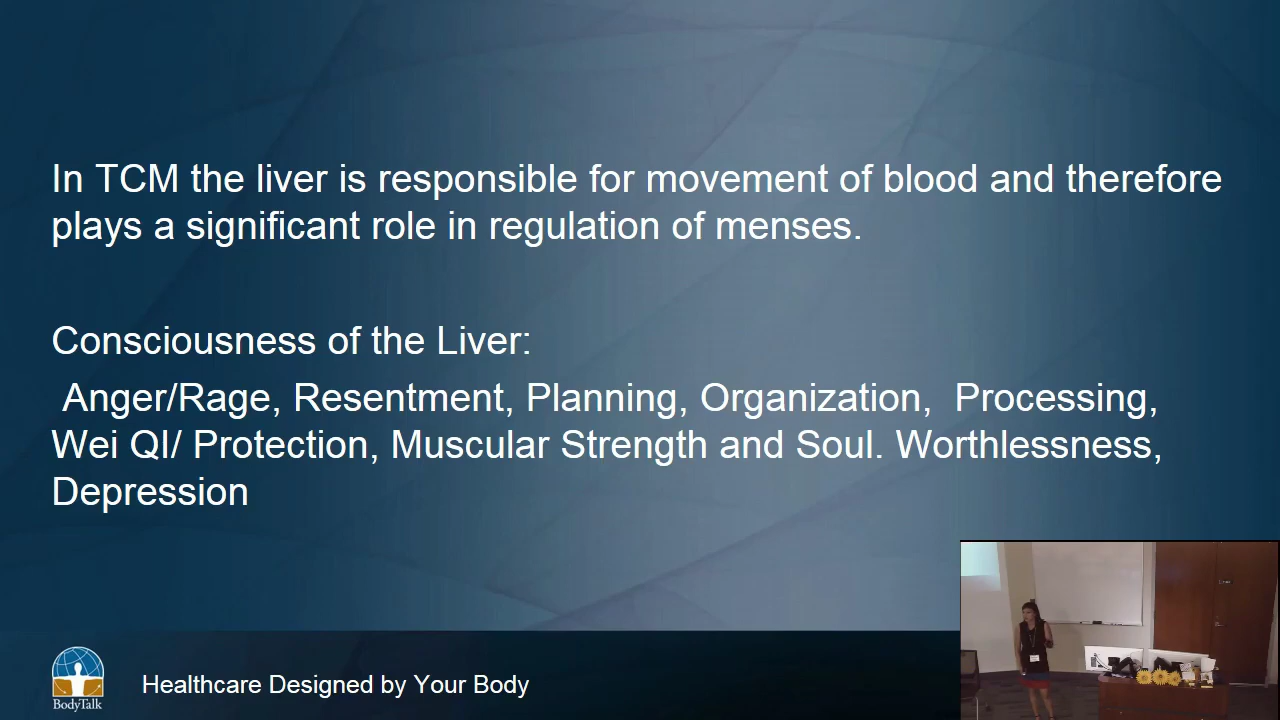 In TCM the liver is responsible for movement of blood and therefore
plays a significant role in regulation of menses.
Consciousness of the Liver:
Anger/Rage, Resentment, Planning, Organization, Processing,
Wei QI/ Protection, Muscular Strength and Soul. Worthlessness,
Depression
BodyTalk
Healthcare Designed by Your Body